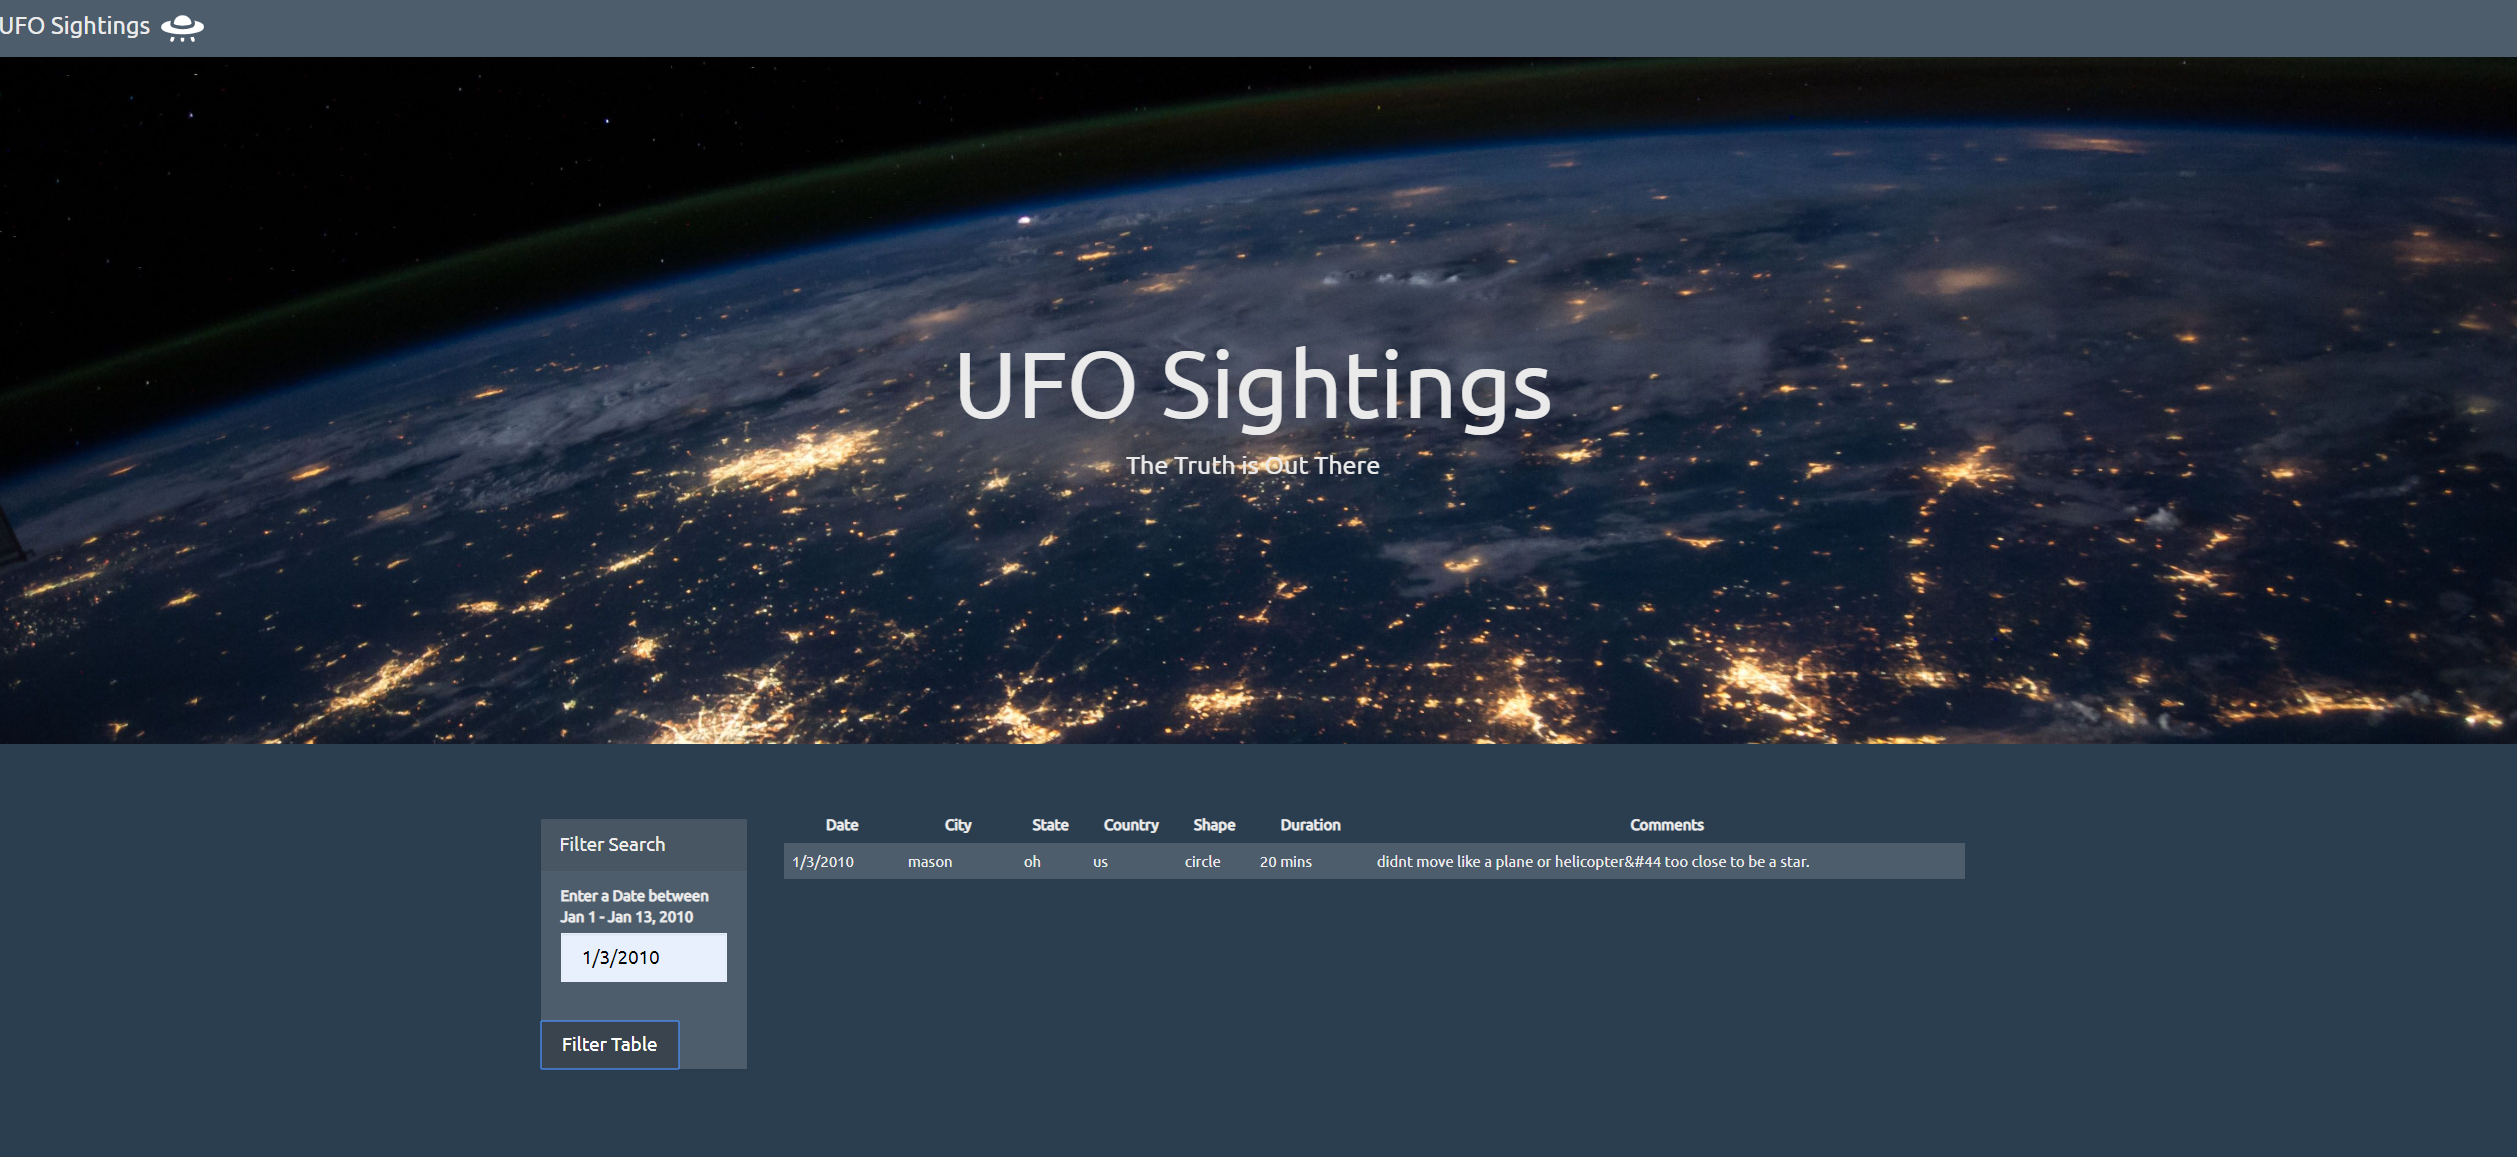 UFO Sightings
UFO Sightings
The Truth is Out There
Filter Search
Enter a Date between
Jan 1 - Jan 13, 2010
1/3/2010
Filter Table
Date City State Country Shape Duration Comments
1/3/2010 mason oh us circle 20 mins didnt move like a plane or helicopter&#44 too close to be a star.